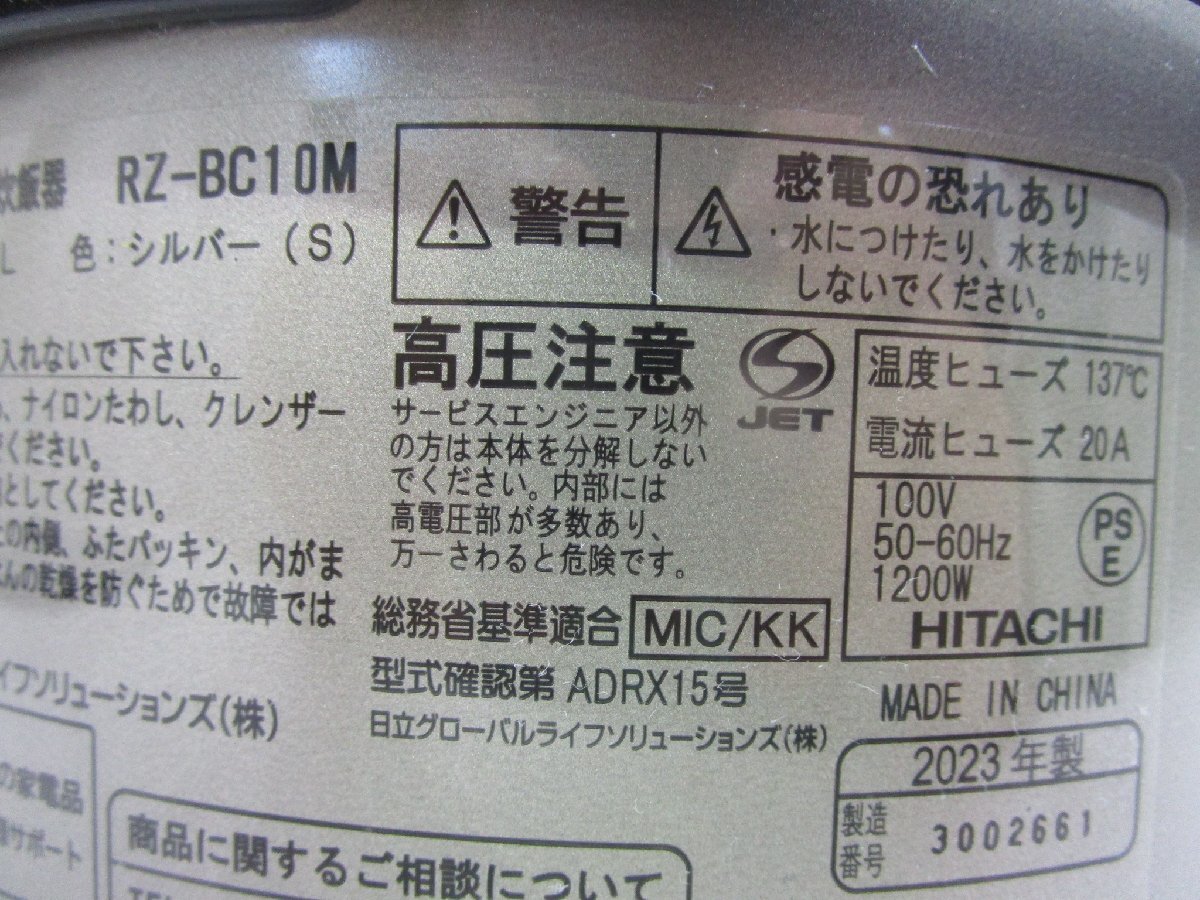 炊飯器 RZ-BC10M
L 色：シルバー（S）
入れないで下さい。
ナイロンたわし、クレンザー
ください。
としてください。
の内側、ふたパッキン、内がま
の乾燥を防ぐためで故障では
イフソリューションズ(株)
の家電品
サポート
警告
感電の恐れあり
・水につけたり、水をかけたり
しないでください。
高圧注意
サービスエンジニア以外
の方は本体を分解しない
でください。内部には
高電圧部が多数あり、
万一さわると危険です。
JET
温度ヒューズ 137℃
電流ヒューズ 20A
100V
50-60Hz
1200W
PS
E
HITACHI
総務省基準適合 MIC/KK
型式確認第 ADRX15号
日立グローバルライフソリューションズ(株)
MADE IN CHINA
2023年製
製造
番号
3002661
商品に関するご相談について